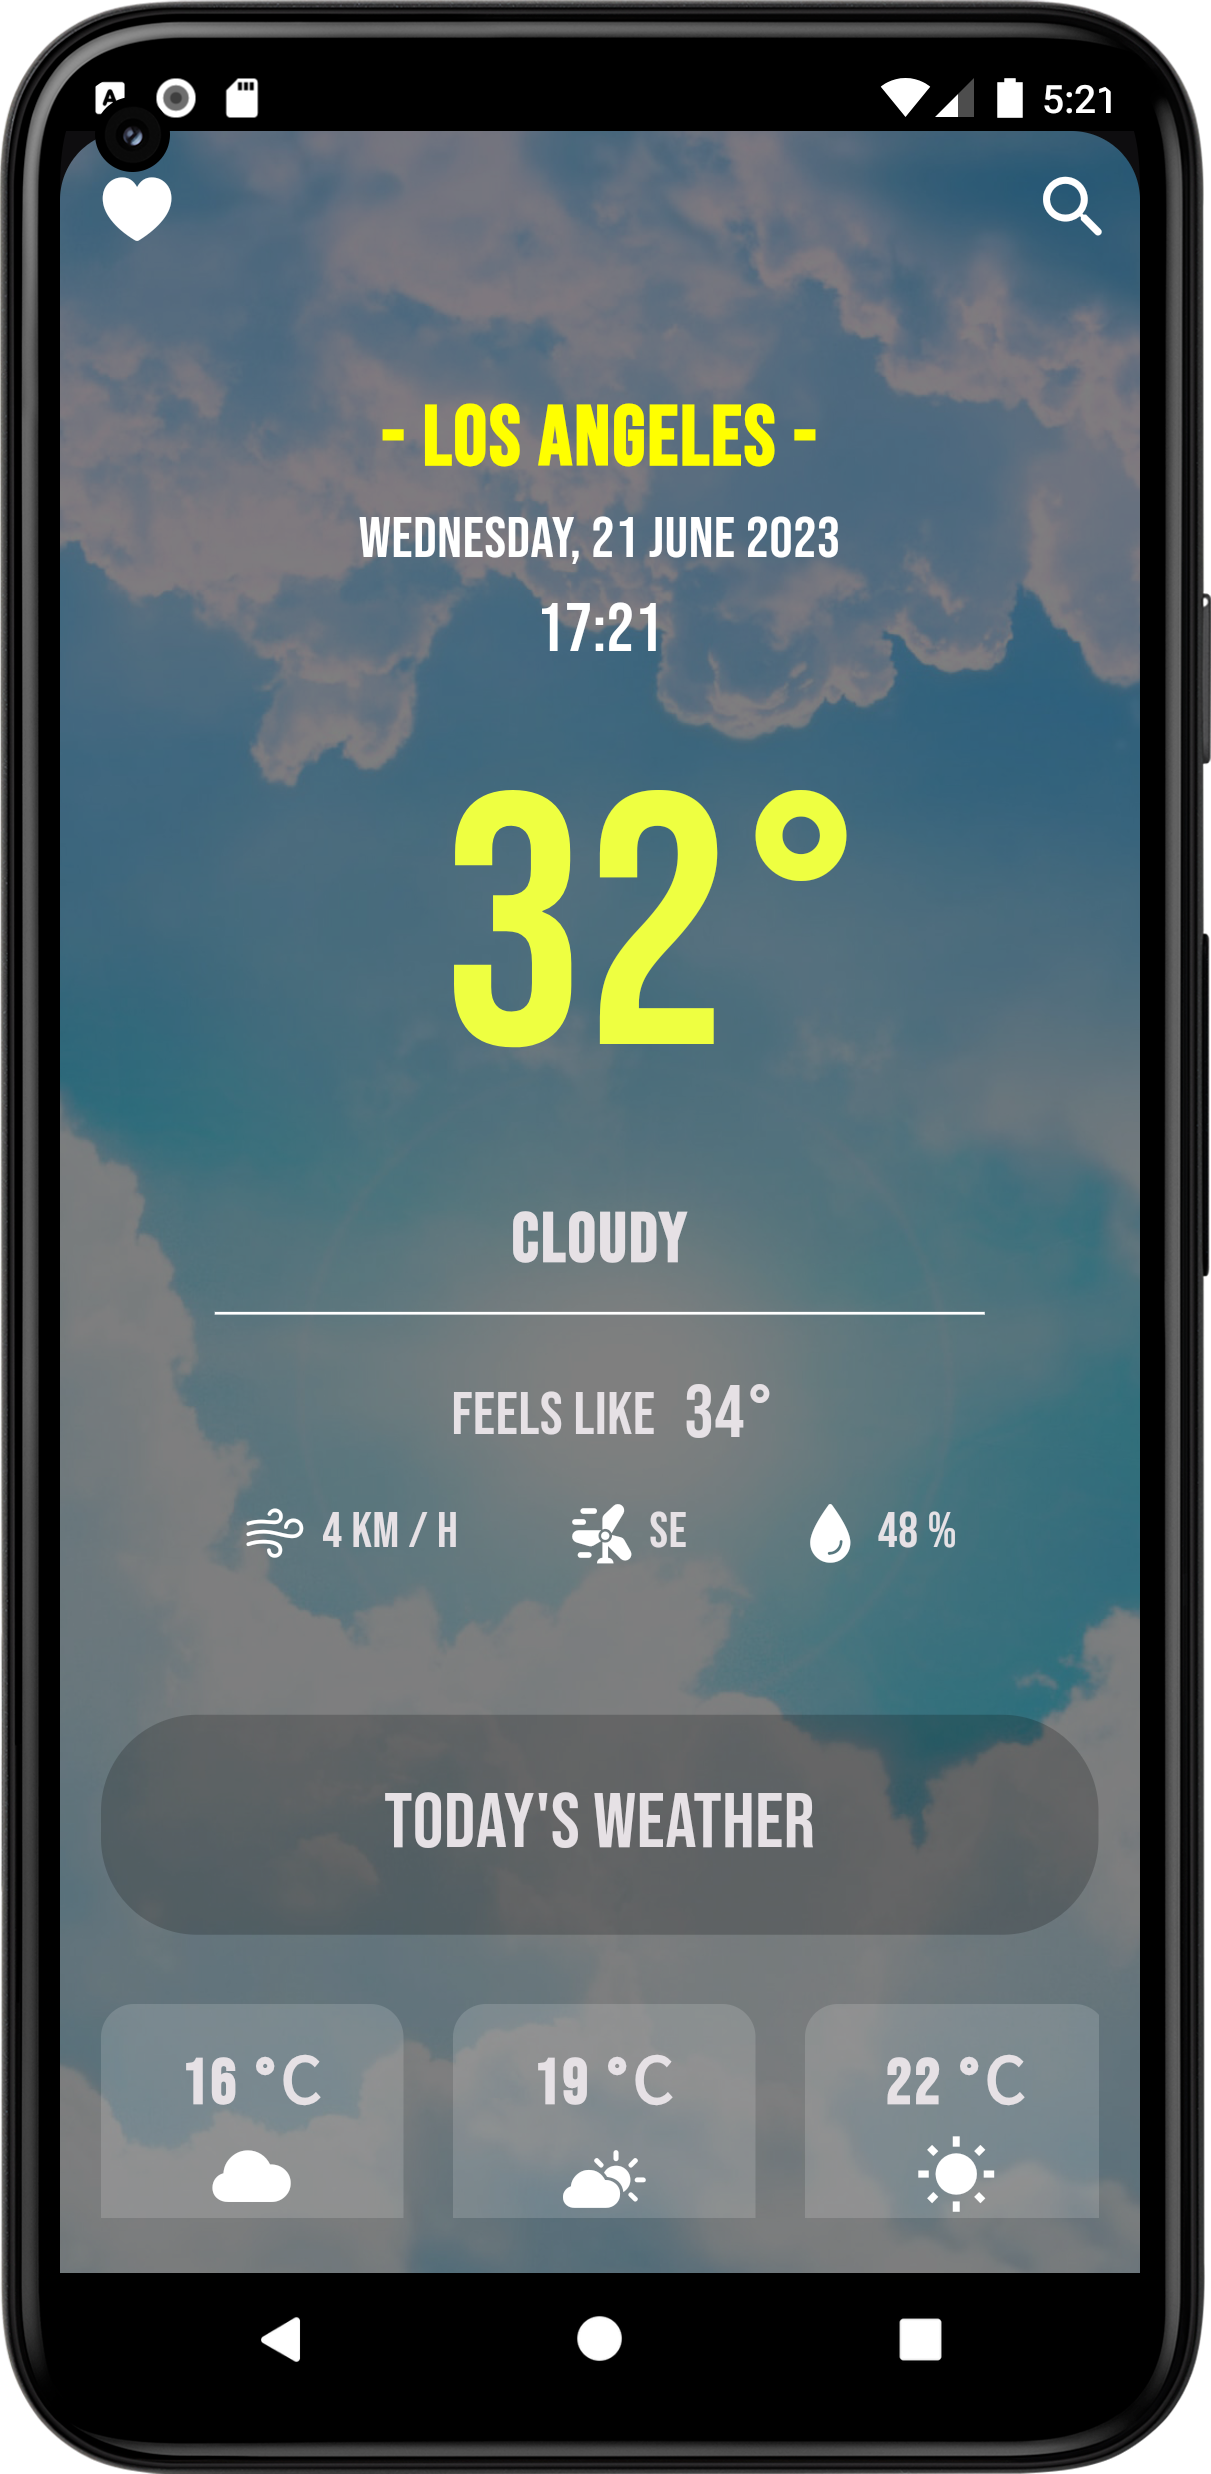 A
5:21
- LOS ANGELES -
WEDNESDAY, 21 JUNE 2023
17:21
32°
CLOUDY
FEELS LIKE 34°
4 KM / H SE 48 %
TODAY'S WEATHER
16 °C 19 °C 22 °C